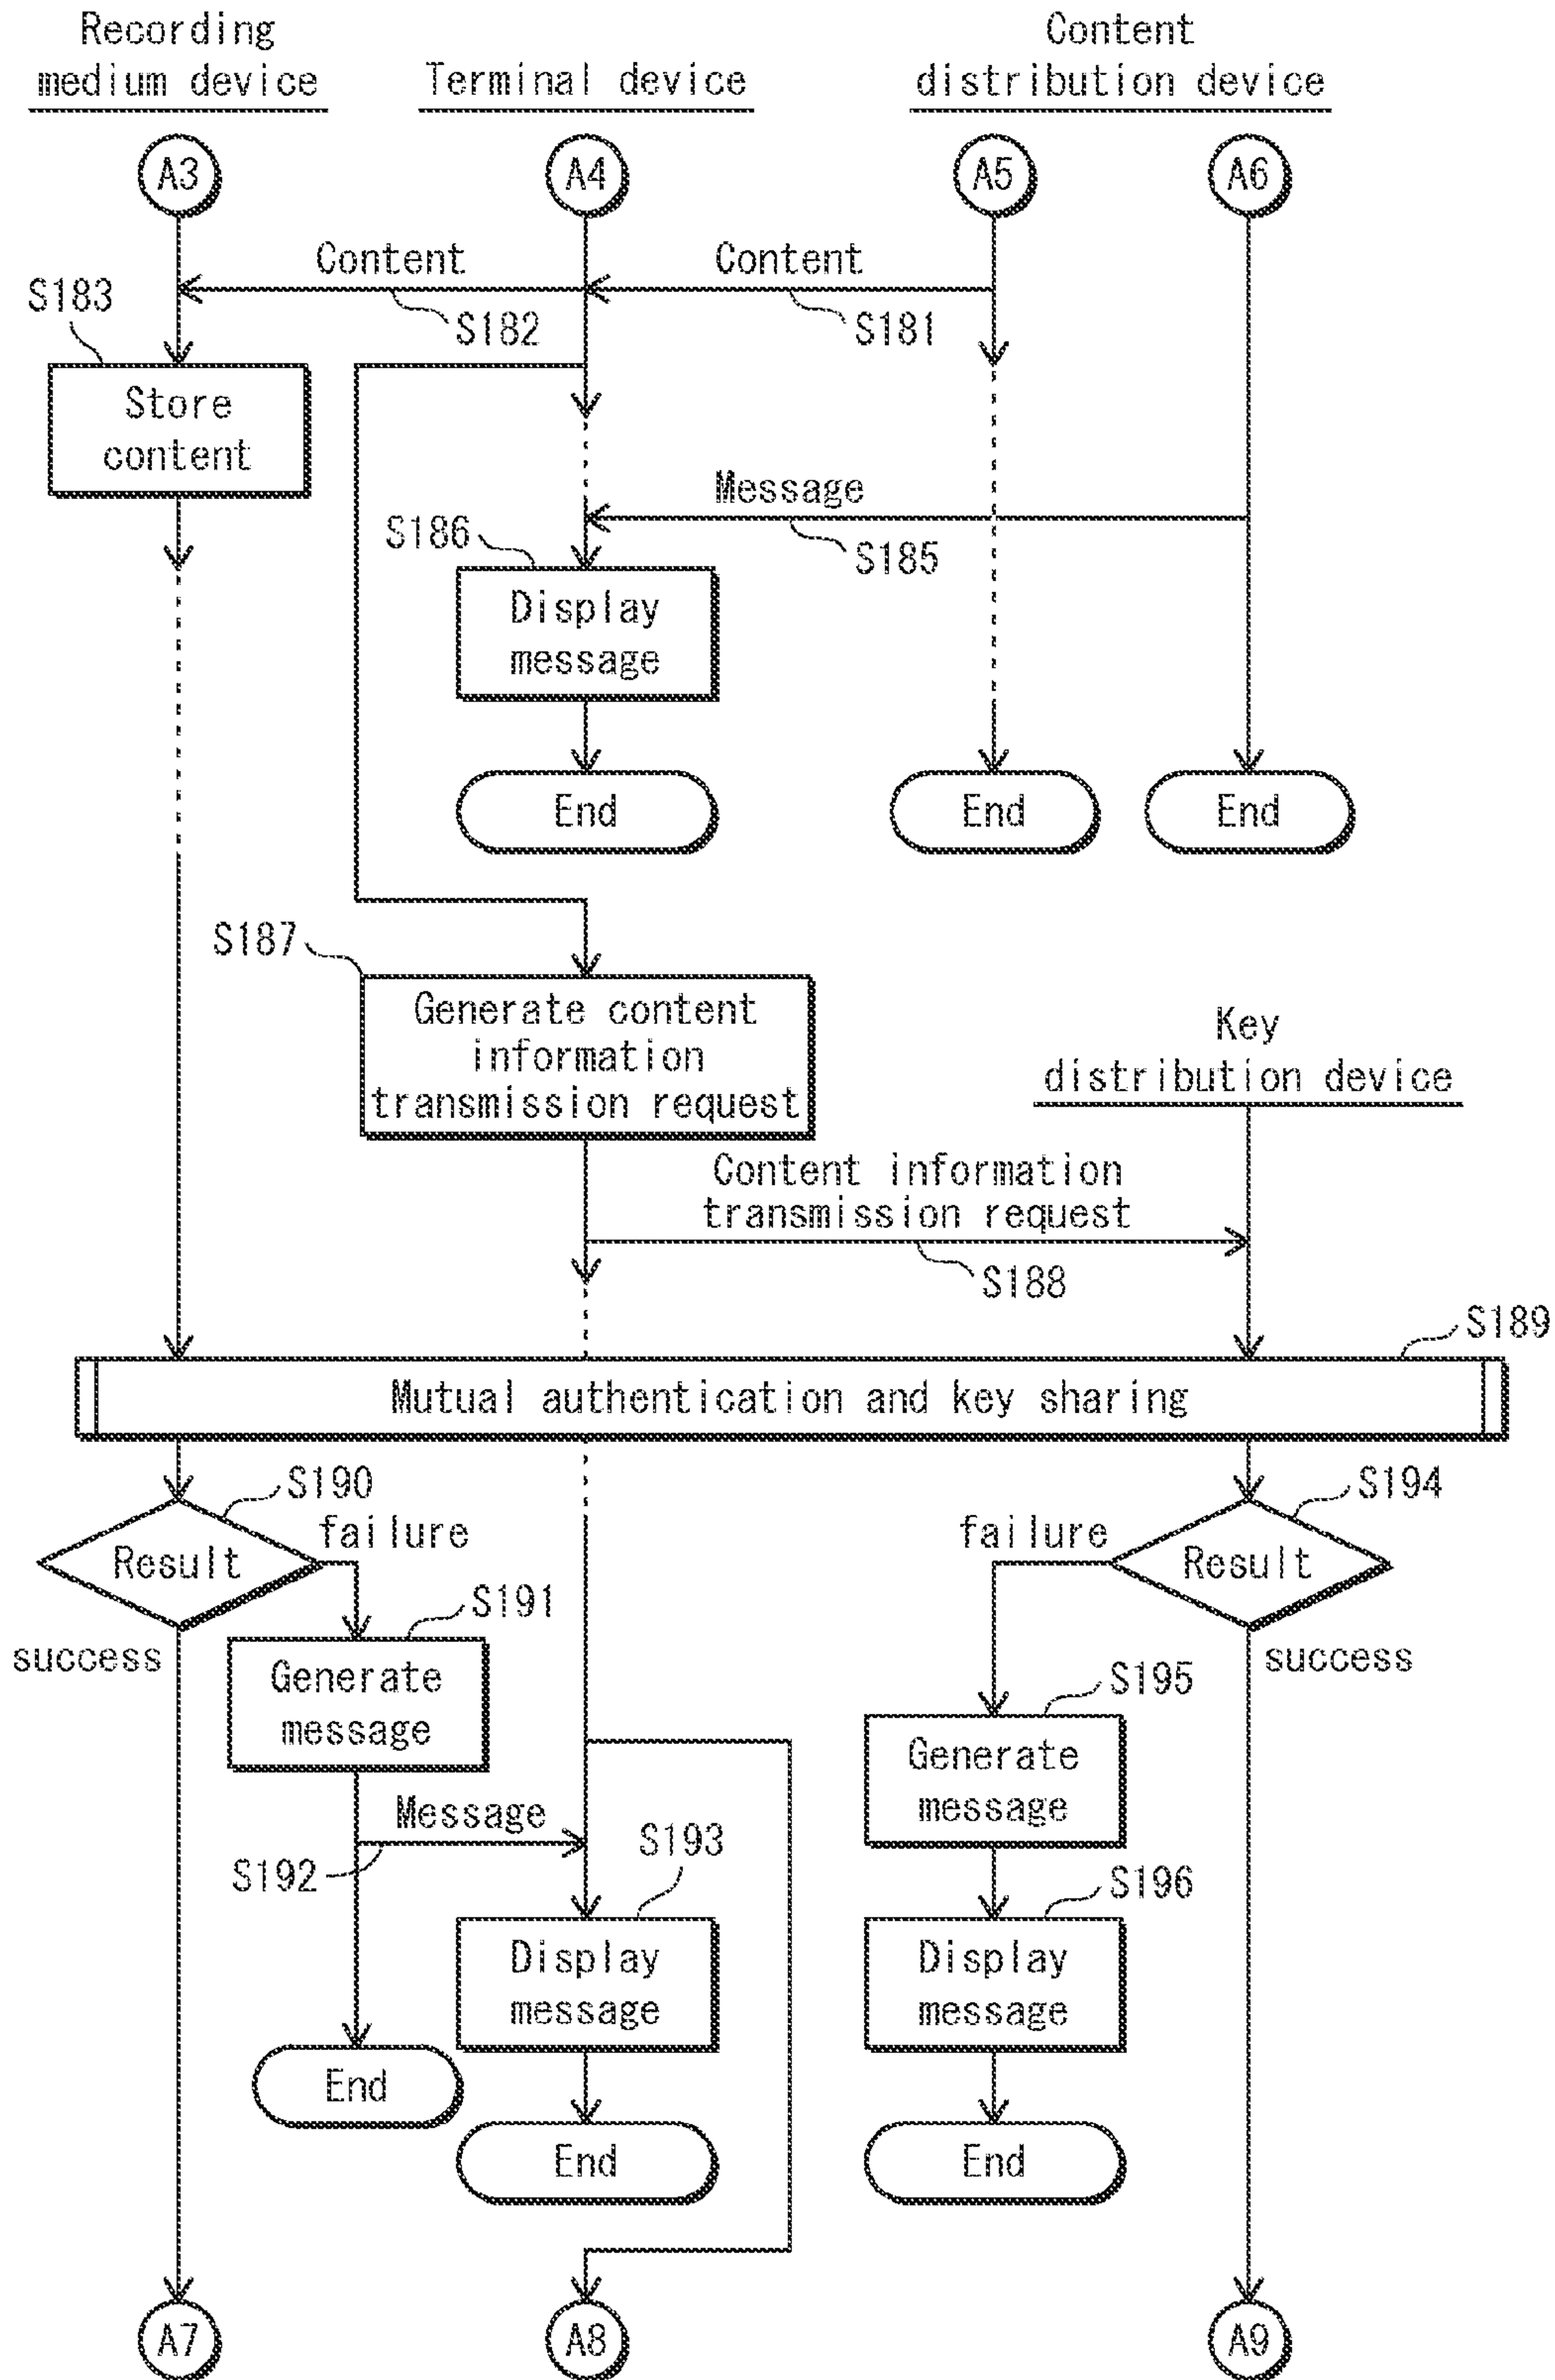 Recording
medium device
Terminal device
Content
distribution device
A3
A4
A5
A6
Content
Content
S183
S182
S181
Store
content
Message
S186
S185
Display
message
End
End
End
S187
Generate content
information
transmission request
Key
distribution device
Content information
transmission request
S188
S189
Mutual authentication and key sharing
S190
S194
failure
failure
Result
Result
S191
success
success
Generate
message
S195
Generate
message
Message
S193
S192
S196
Display
message
Display
message
End
End
End
A7
A8
A9